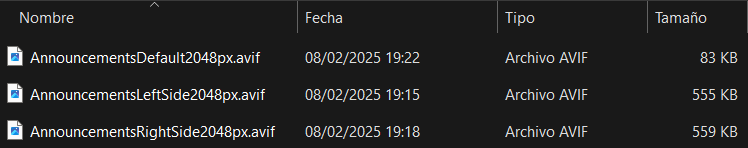 Nombre Fecha Tipo Tamaño
AnnouncementsDefault2048px.avif 08/02/2025 19:22 Archivo AVIF 83 KB
AnnouncementsLeftSide2048px.avif 08/02/2025 19:15 Archivo AVIF 555 KB
AnnouncementsRightSide2048px.avif 08/02/2025 19:18 Archivo AVIF 559 KB